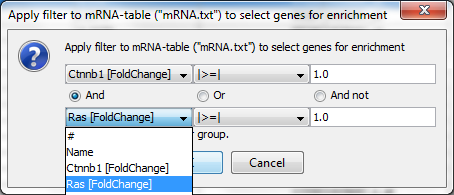 Apply filter to mRNA-table ("mRNA.txt") to select genes for enrichment
Apply filter to mRNA-table ("mRNA.txt") to select genes for enrichment
Ctnnb1 [FoldChange] |>=| 1.0
And Or And not
Ras [FoldChange] |>=| 1.0
#
group.
Name
Ctnnb1 [FoldChange]
Cancel
Ras [FoldChange]